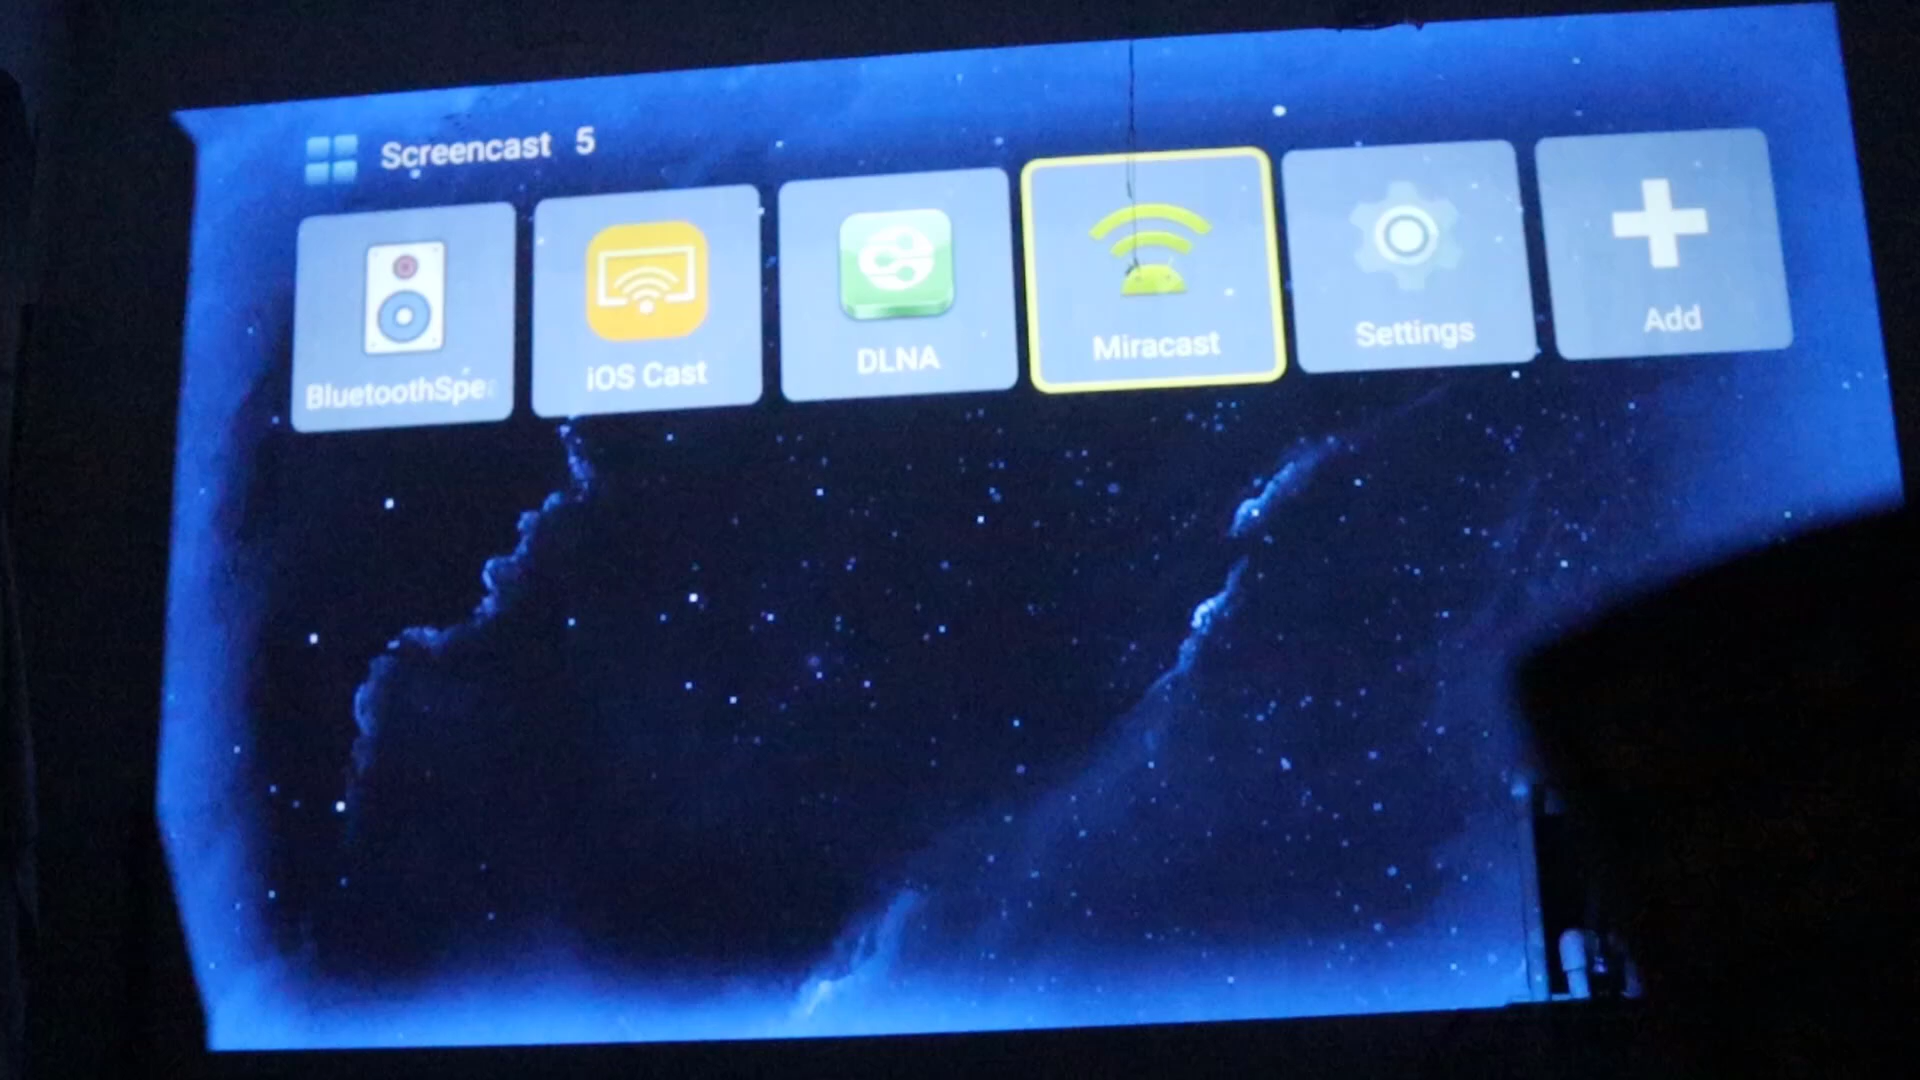 Screencast 5
BluetoothSpe
iOS Cast
DLNA
Miracast
Settings
Add